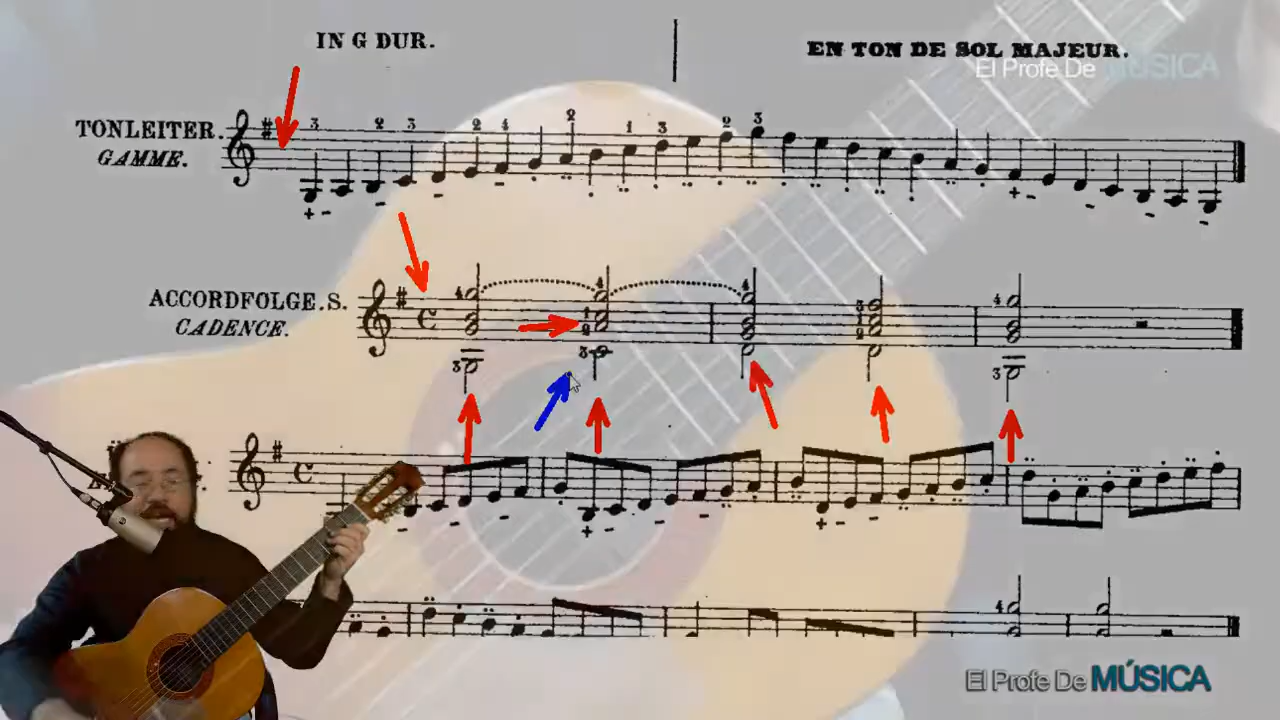 IN G DUR.
EN TON DE SOL MAJEUR.
El Profe De MÚSICA
TONLEITER.
GAMME.
ACCORDFOLGE.S.
CADENCE.
El Profe De MÚSICA